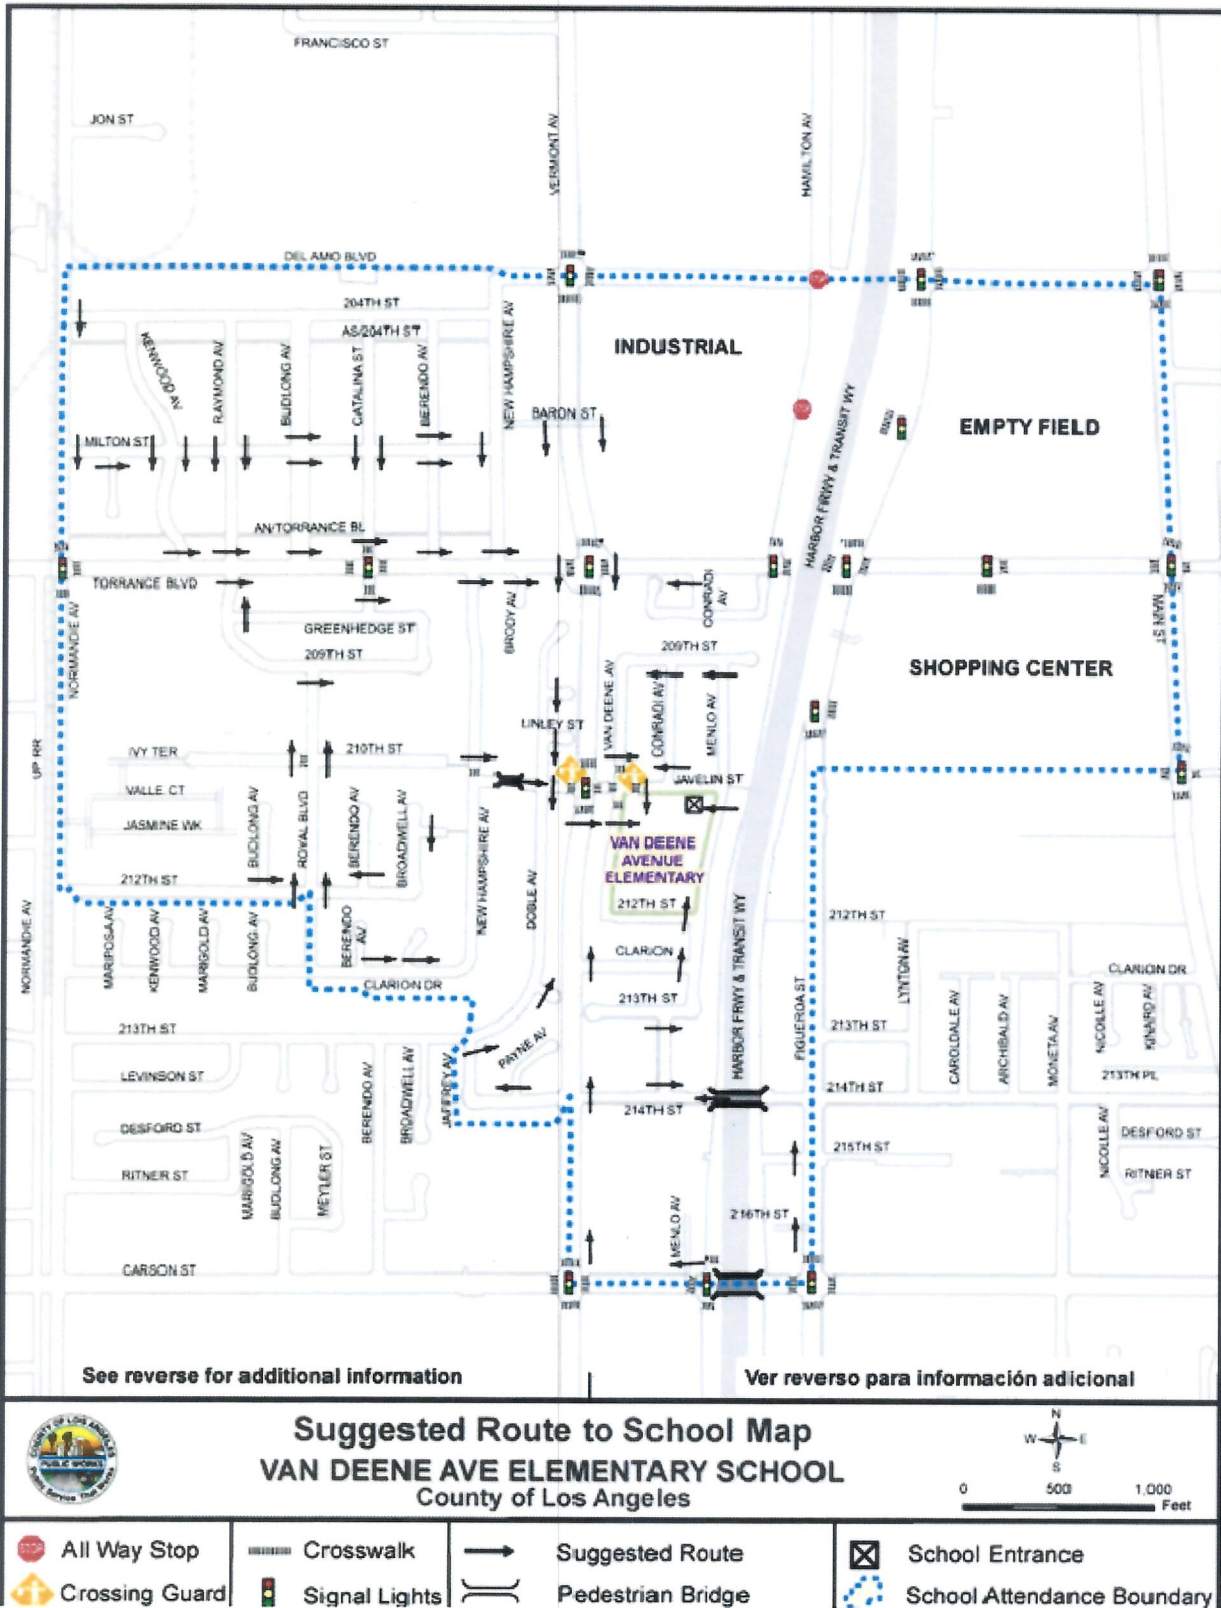 FRANCISCO ST
JON ST
VERMONT AV
HAMILTON AV
DEL AMO BLVD
204TH ST
AS/204TH ST
KENWOOD AV
RAYMOND AV
BUDLONG AV
CATALINA ST
BERENDO AV
NEW HAMPSHIRE AV
INDUSTRIAL
BARON ST
HARBOR FRWY & TRANSIT WY
EMPTY FIELD
MILTON ST
AN/TORRANCE BL
TORRANCE BLVD
NORMANDIE AV
GREENHEDGE ST
209TH ST
BRODY AV
CONRADI AV
MAIN ST
209TH ST
SHOPPING CENTER
LINLEY ST
VAN DEENE AV
CONRADI AV
MENLO AV
UP RR
IVY TER
210TH ST
JAVELIN ST
VALLE CT
JASMINE WK
BUDLONG AV
ROYAL BLVD
BERENDO AV
BROADWELL AV
NEW HAMPSHIRE AV
DOBLE AV
VAN DEENE
AVENUE
ELEMENTARY
212TH ST
212TH ST
212TH ST
NORMANDIE AV
MARIPOSA AV
KENWOOD AV
MARIGOLD AV
BUDLONG AV
BERENDO AV
CLARION
CLARION DR
CLARION DR
LYNTON AV
HARBOR FRWY & TRANSIT WY
FIGUEROA ST
213TH ST
213TH ST
213TH ST
CAROLDALE AV
ARCHIBALD AV
MONETA AV
NICOLLE AV
KINARD AV
PAYNE AV
LEVINSON ST
BERENDO AV
BROADWELL AV
JAFFREY AV
213TH PL
214TH ST
214TH ST
DESFORD ST
NICOLLE AV
DESFORD ST
215TH ST
RITNER ST
RITNER ST
MARIGOLD AV
BUDLONG AV
MEYLER ST
MENLO AV
216TH ST
CARSON ST
See reverse for additional information
Ver reverso para información adicional
COUNTY OF LOS ANGELES
PUBLIC WORKS
Suggested Route to School Map
VAN DEENE AVE ELEMENTARY SCHOOL
County of Los Angeles
N
W E
S
0 500 1,000
Feet
STOP All Way Stop
Crosswalk
Suggested Route
School Entrance
Crossing Guard
Signal Lights
Pedestrian Bridge
School Attendance Boundary